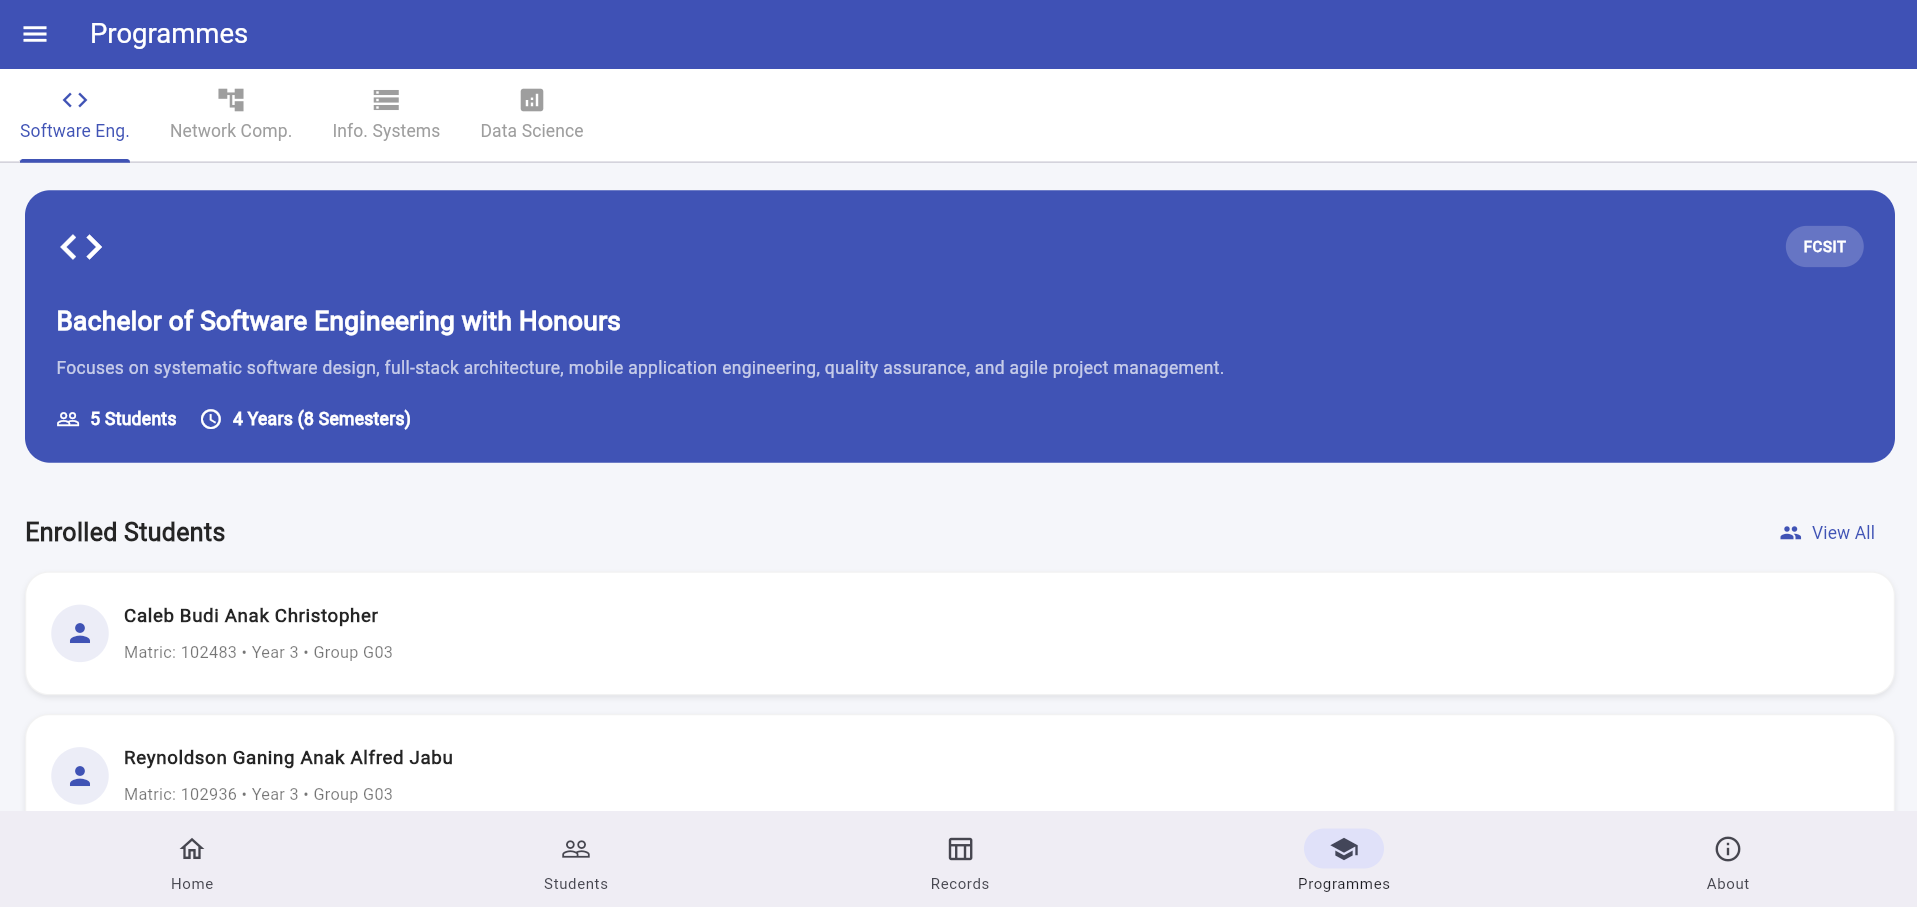 Programmes
Software Eng.
Network Comp.
Info. Systems
Data Science
FCSIT
Bachelor of Software Engineering with Honours
Focuses on systematic software design, full-stack architecture, mobile application engineering, quality assurance, and agile project management.
5 Students
4 Years (8 Semesters)
Enrolled Students
View All
Caleb Budi Anak Christopher
Matric: 102483 • Year 3 • Group G03
Reynoldson Ganing Anak Alfred Jabu
Matric: 102936 • Year 3 • Group G03
Home
Students
Records
Programmes
About